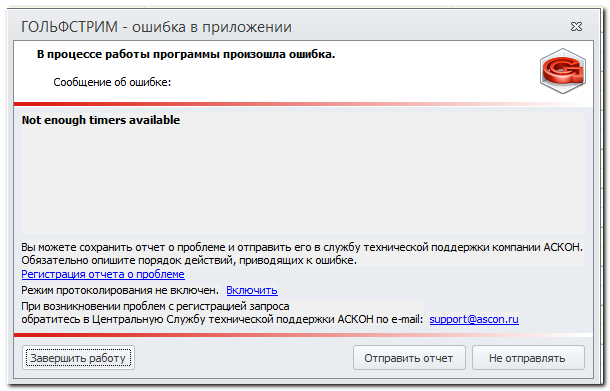 ГОЛЬФСТРИМ - ошибка в приложении
В процессе работы программы произошла ошибка.
Сообщение об ошибке:
Not enough timers available
Вы можете сохранить отчет о проблеме и отправить его в службу технической поддержки компании АСКОН.
Обязательно опишите порядок действий, приводящих к ошибке.
Регистрация отчета о проблеме
Режим протоколирования не включен. Включить
При возникновении проблем с регистрацией запроса
обратитесь в Центральную Службу технической поддержки АСКОН по e-mail: support@ascon.ru
Завершить работу
Отправить отчет
Не отправлять